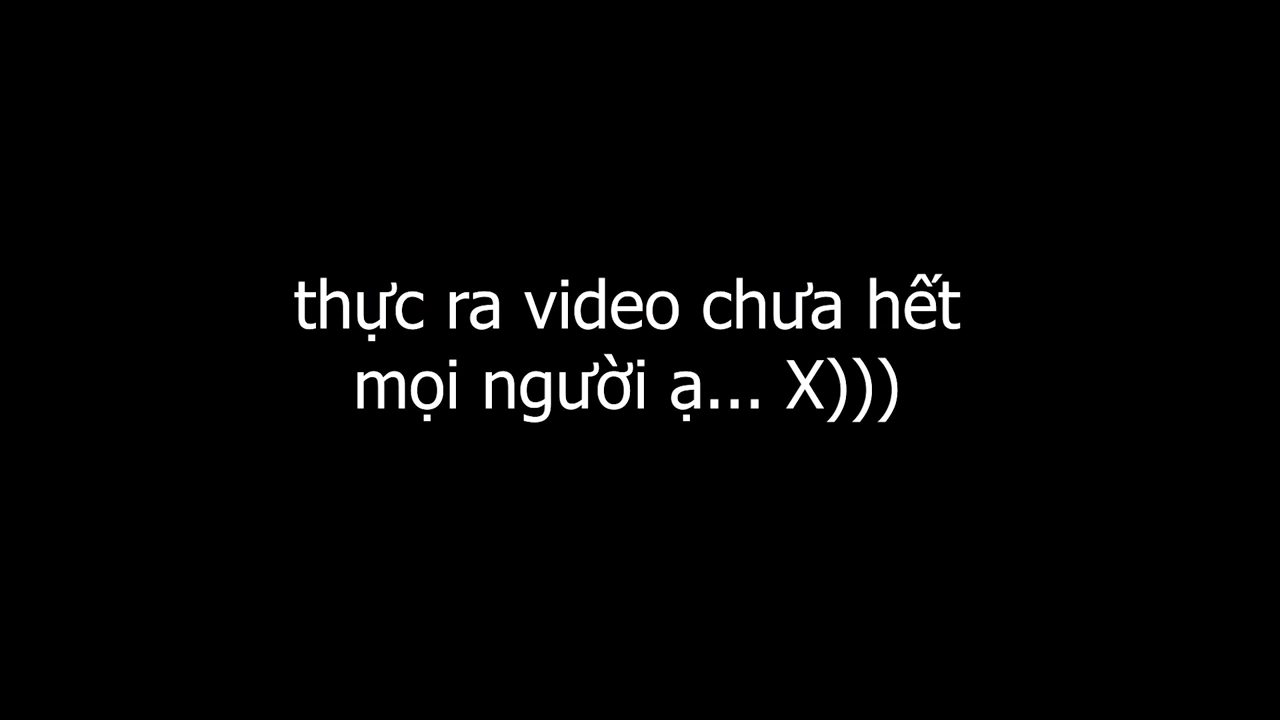 thực ra video chưa hết
mọi người ạ... X)))